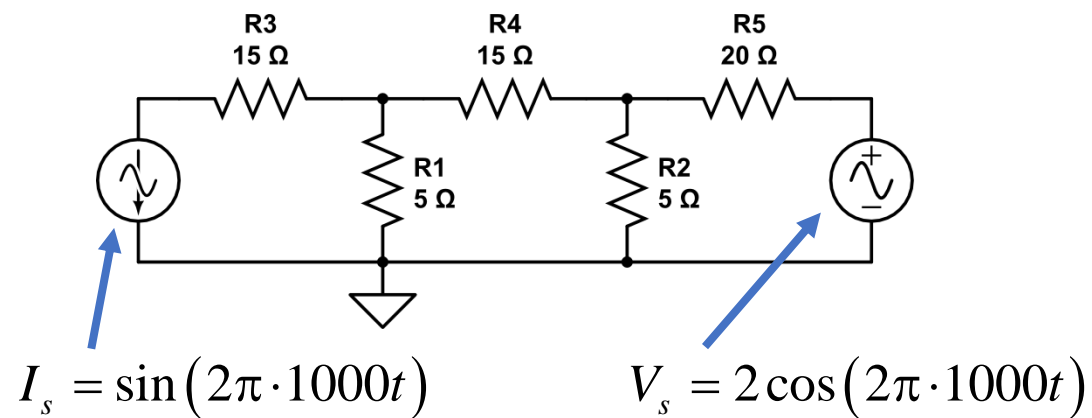 R3
15 Ω
R4
15 Ω
R5
20 Ω
R1
5 Ω
R2
5 Ω
+
−
I_s = sin(2π·1000t)
V_s = 2cos(2π·1000t)